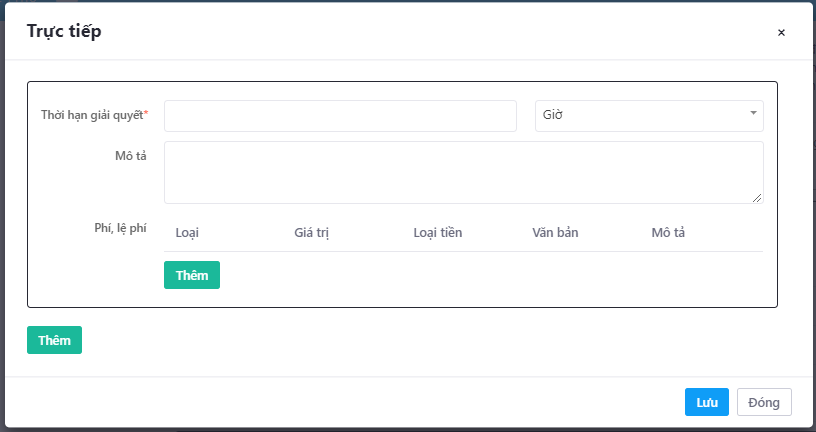 Trực tiếp
×
Thời hạn giải quyết*
Giờ
Mô tả
Phí, lệ phí
Loại Giá trị Loại tiền Văn bản Mô tả
Thêm
Thêm
Lưu Đóng